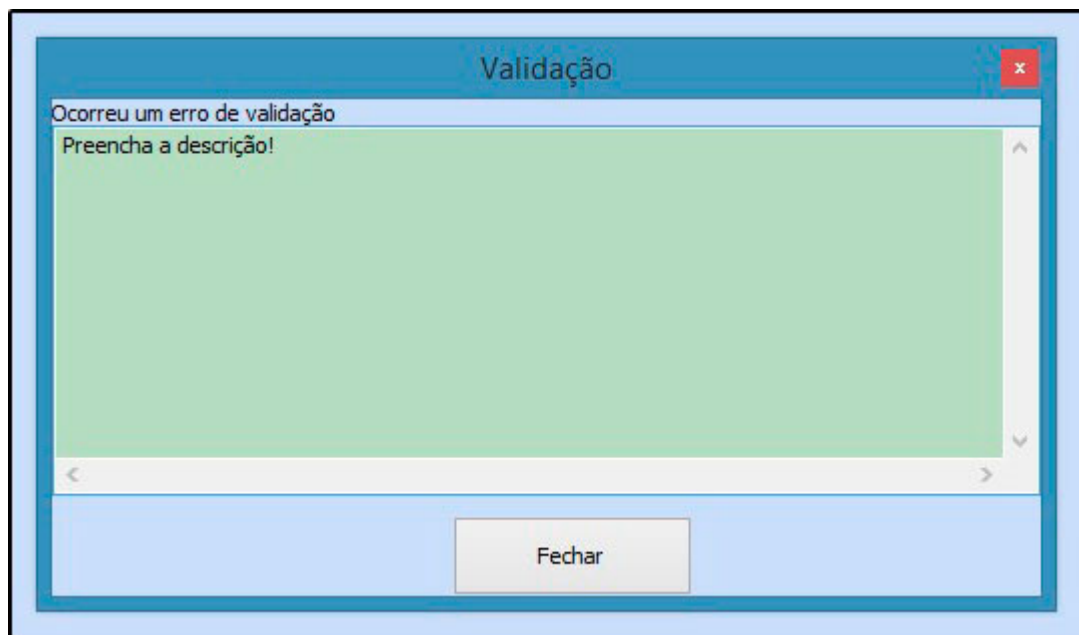 Validação
x
Ocorreu um erro de validação
Preencha a descrição!
Fechar